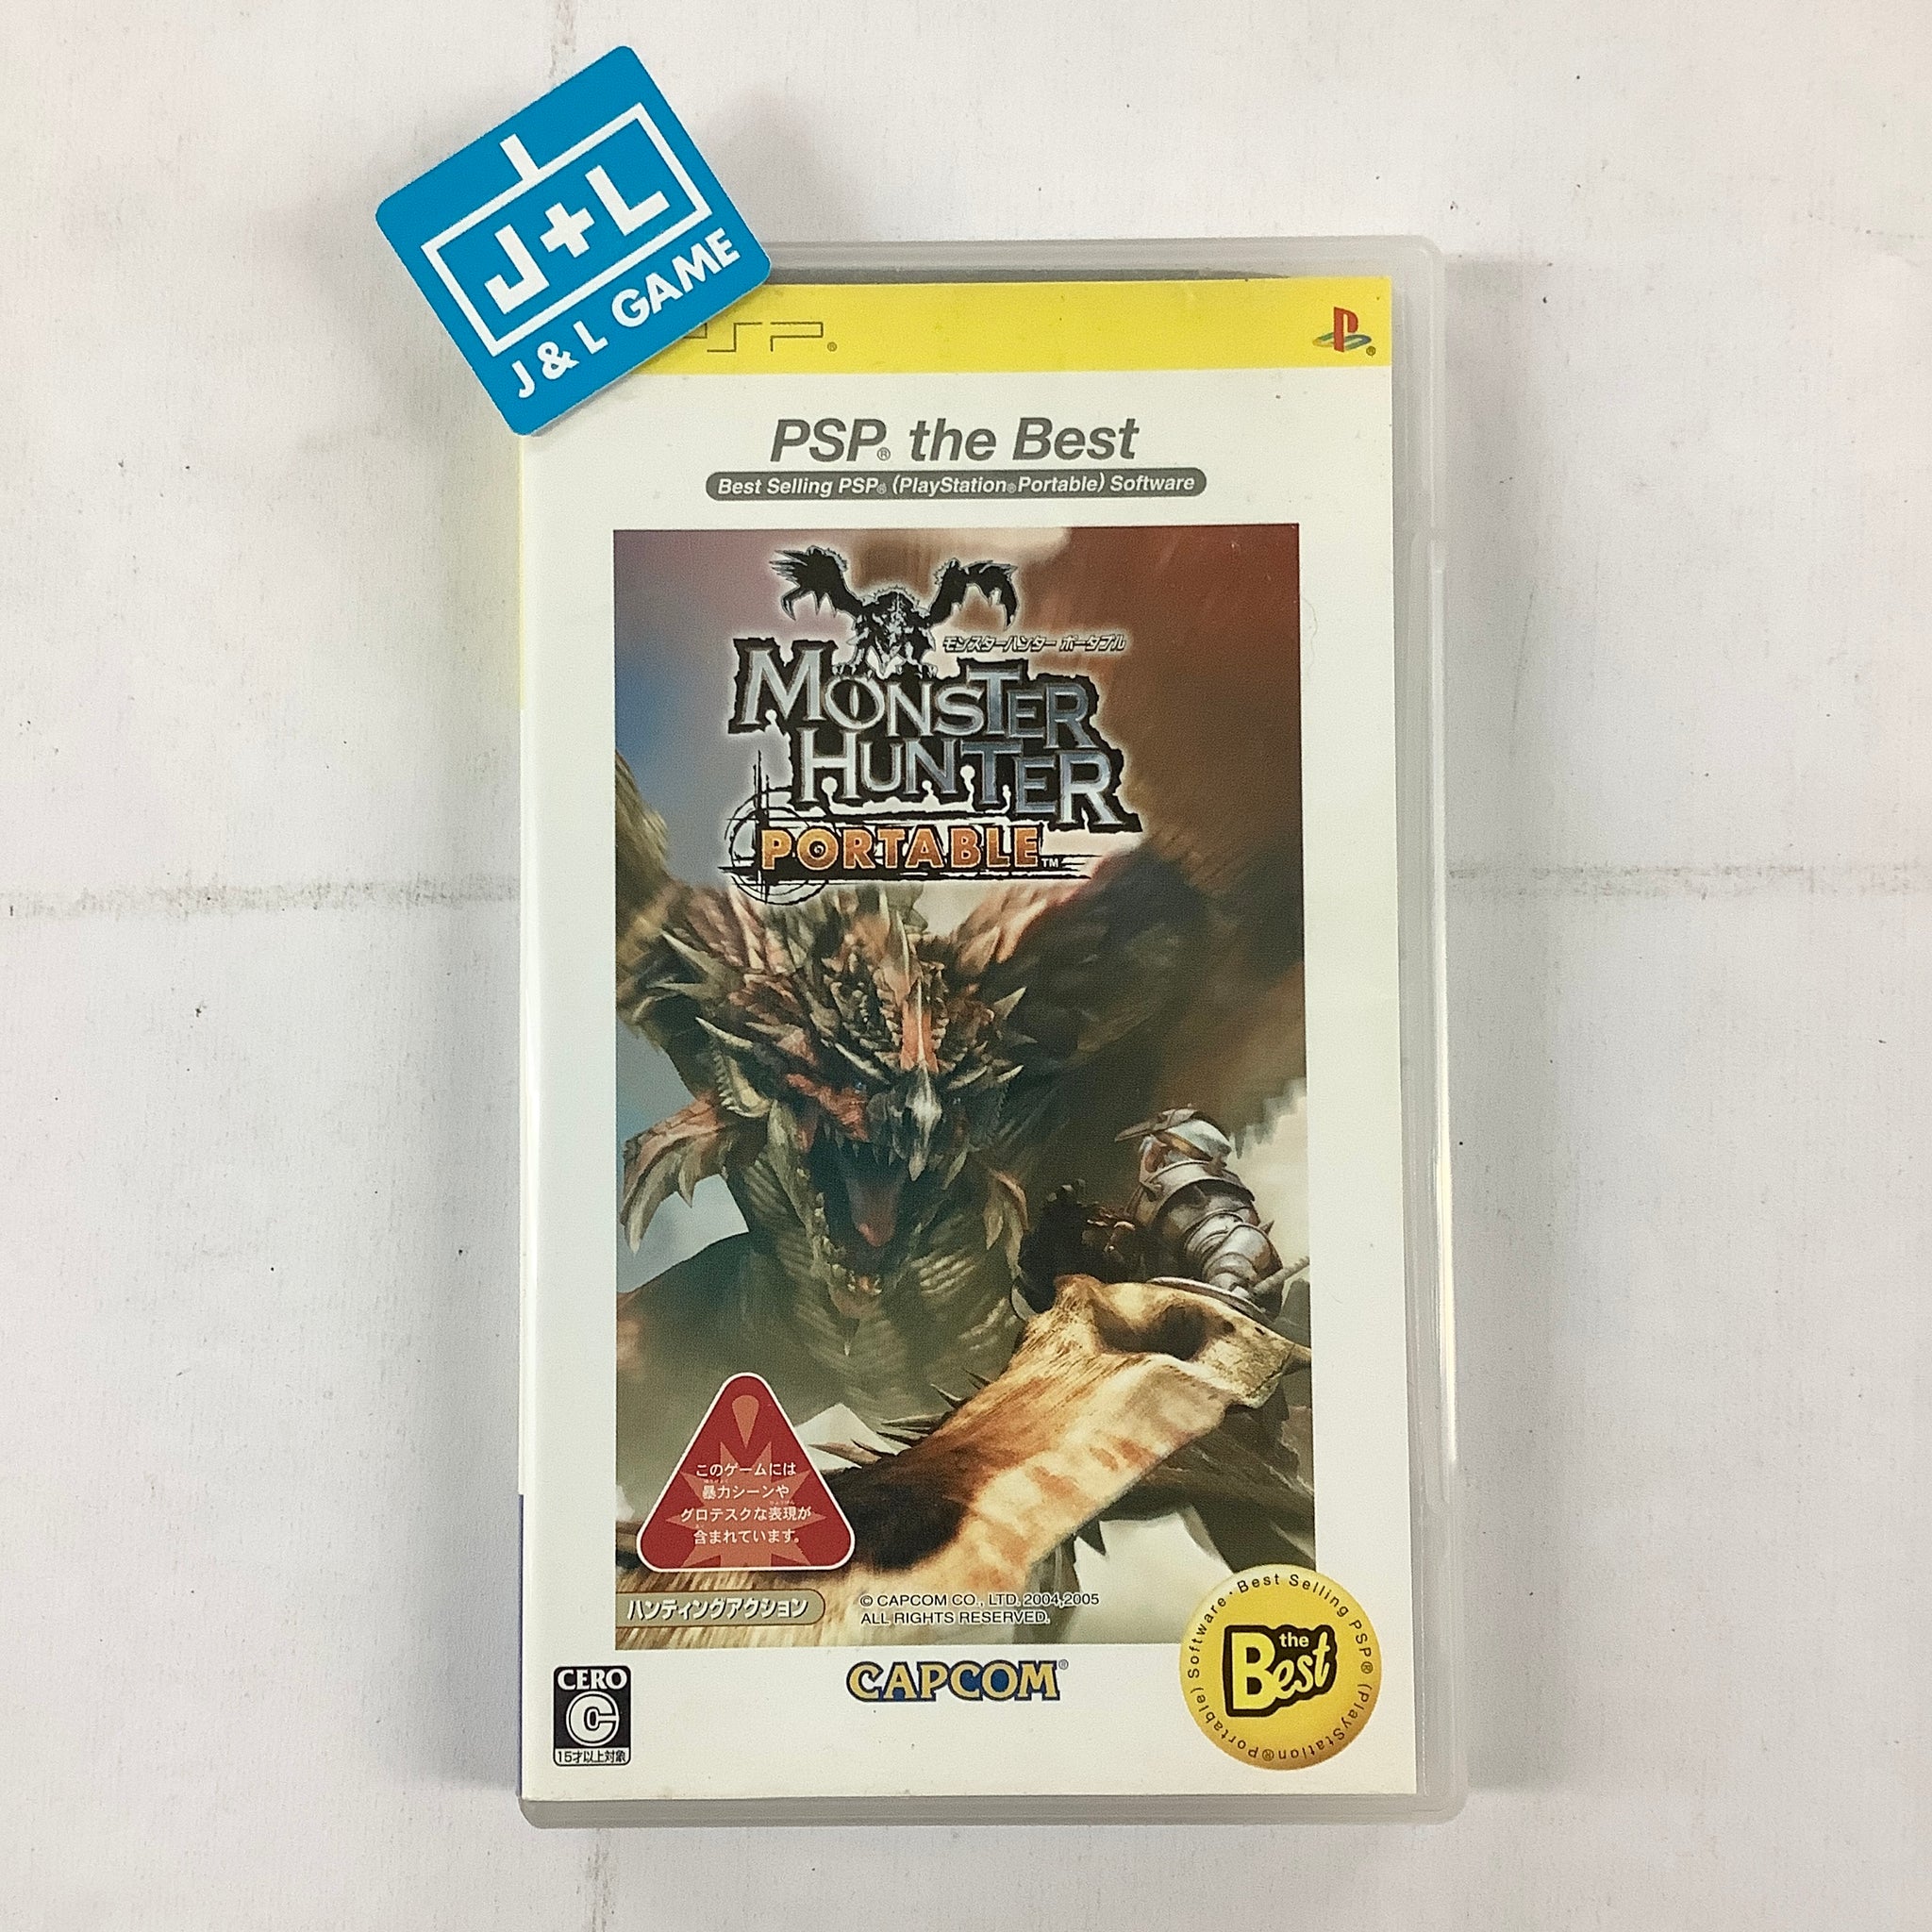 J+L
J & L GAME
PSP®
PSP® the Best
Best Selling PSP® (PlayStation®Portable) Software
モンスターハンター ポータブル
MONSTER
HUNTER
PORTABLE™
このゲームには
暴力シーンや
グロテスクな表現が
含まれています。
ハンティングアクション
© CAPCOM CO., LTD. 2004,2005
ALL RIGHTS RESERVED.
CERO
C
15才以上対象
CAPCOM®
Best Selling PSP® (PlayStation®Portable) Software
the
Best